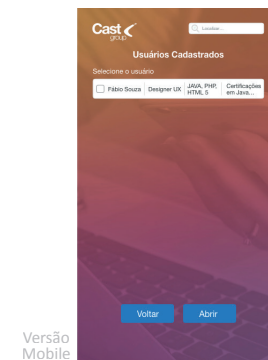 Cast
group
Localizar...
Usuários Cadastrados
Selecione o usuário
Fábio Souza Designer UX JAVA, PHP, HTML 5 Certificações em Java...
Voltar Abrir
Versão
Mobile